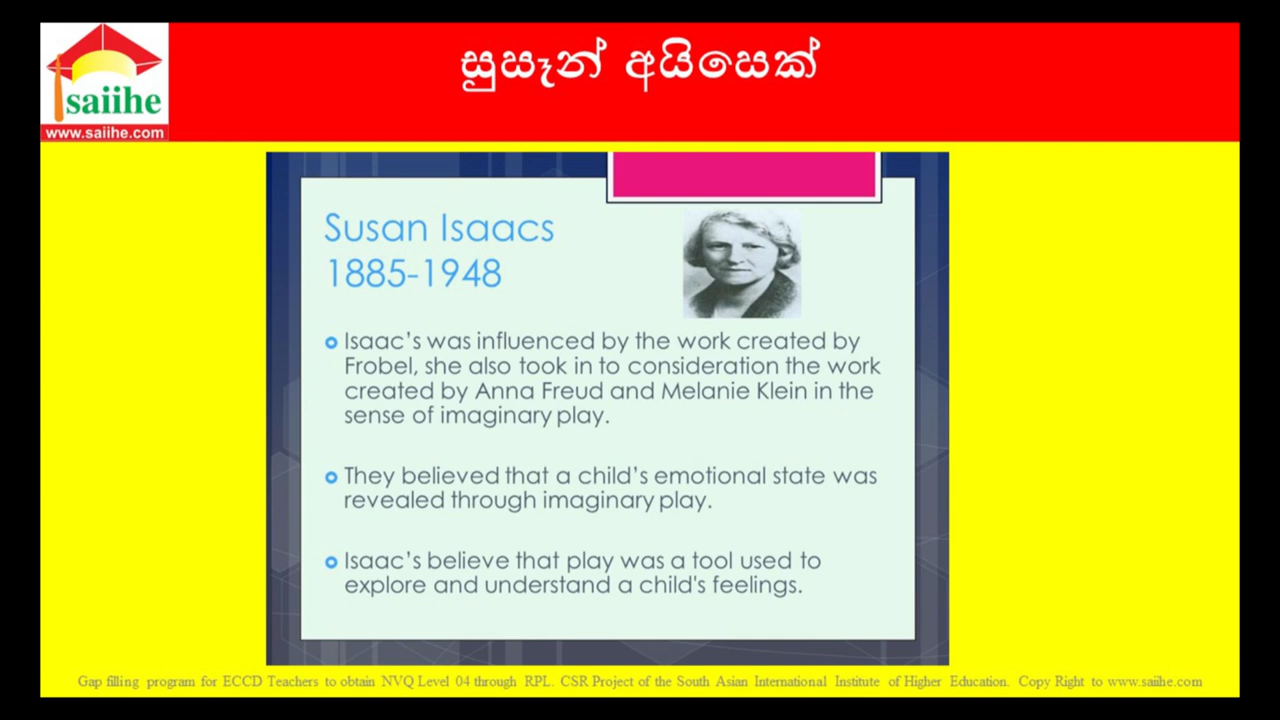 saiihe
www.saiihe.com
සුසෑන් අයිසෙක්
Susan Isaacs
1885-1948
Isaac's was influenced by the work created by
Frobel, she also took in to consideration the work
created by Anna Freud and Melanie Klein in the
sense of imaginary play.
They believed that a child's emotional state was
revealed through imaginary play.
Isaac's believe that play was a tool used to
explore and understand a child's feelings.
Gap filling program for ECCD Teachers to obtain NVQ Level 04 through RPL. CSR Project of the South Asian International Institute of Higher Education. Copy Right to www.saiihe.com